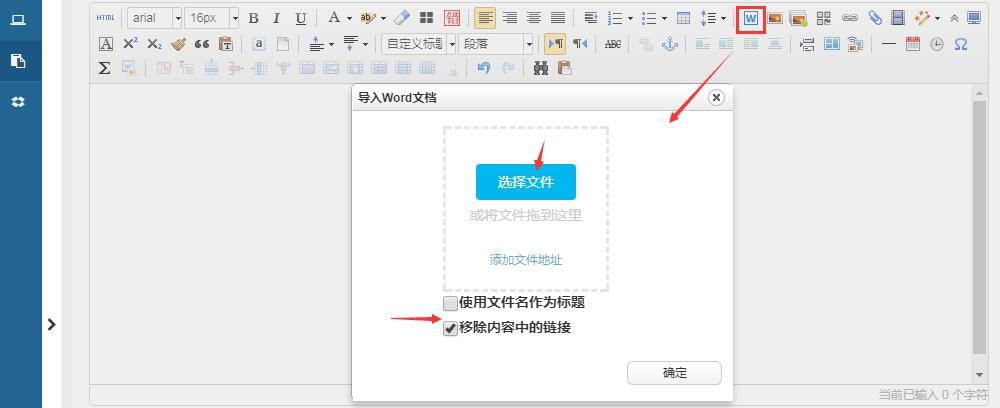 HTML arial 16px B I U A ab W
A X² X₂ a 自定义标题 段落 ¶ ¶ ABC Ω
Σ
导入Word文档
选择文件
或将文件拖到这里
添加文件地址
使用文件名作为标题
移除内容中的链接
确定
当前已输入 0 个字符